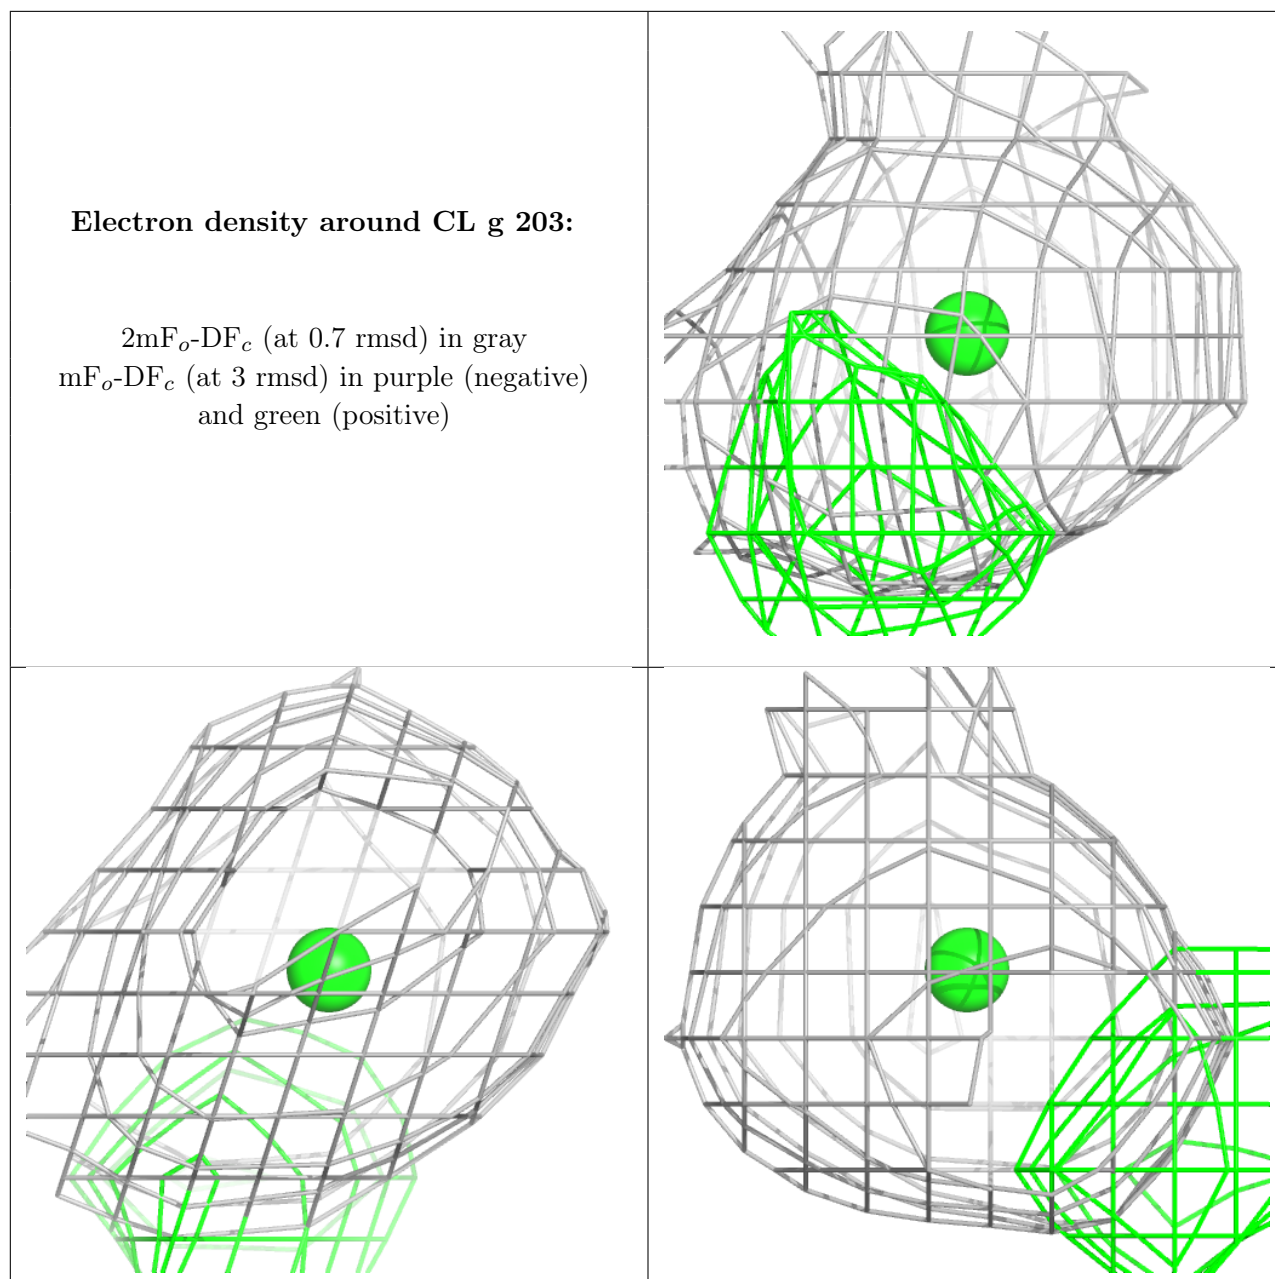 Electron density around CL g 203:
2mFo-DFc (at 0.7 rmsd) in gray
mFo-DFc (at 3 rmsd) in purple (negative)
and green (positive)